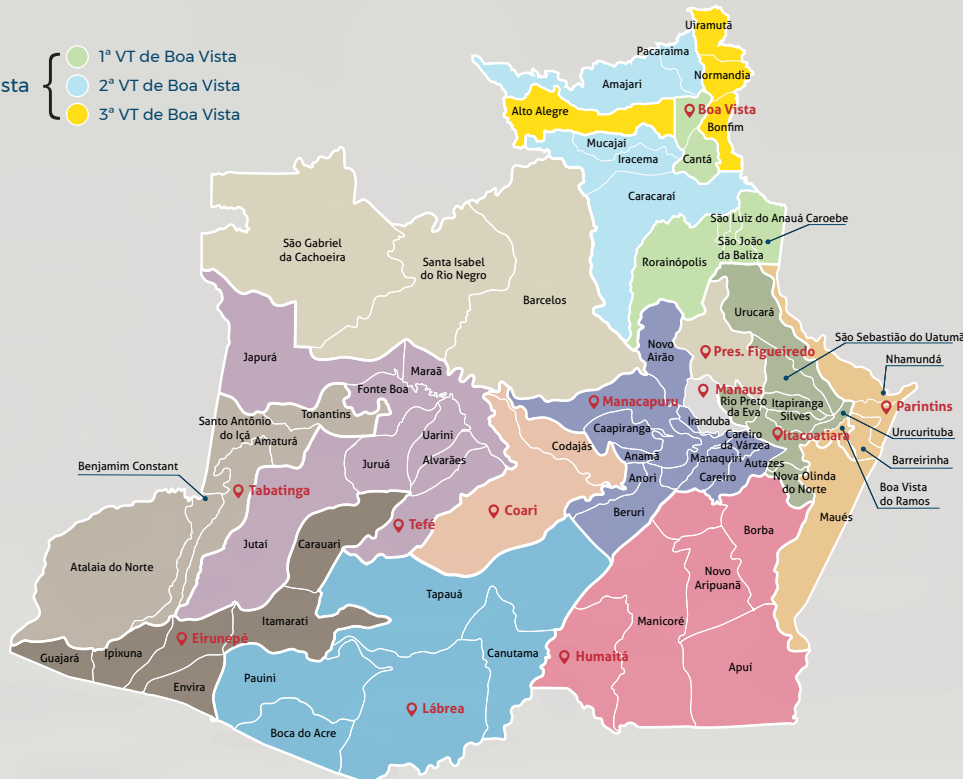 sta
1ª VT de Boa Vista
2ª VT de Boa Vista
3ª VT de Boa Vista
Uiramutã
Pacaraima
Normandia
Amajari
Alto Alegre
Boa Vista
Bonfim
Mucajaí
Iracema
Cantá
Caracaraí
São Luiz do Anauá Caroebe
São João
da Baliza
Rorainópolis
São Gabriel
da Cachoeira
Santa Isabel
do Rio Negro
Barcelos
Urucará
Novo
Airão
São Sebastião do Uatumã
Pres. Figueiredo
Nhamundá
Japurá
Maraã
Fonte Boa
Manacapuru
Manaus
Rio Preto
da Eva
Itapiranga
Silves
Parintins
Santo Antônio
do Içá
Tonantins
Amaturá
Uarini
Alvarães
Juruá
Codajás
Caapiranga
Iranduba
Careiro
da Várzea
Itacoatiara
Urucurituba
Anamã
Manaquiri
Autazes
Careiro
Anori
Nova Olinda
do Norte
Barreirinha
Boa Vista
do Ramos
Benjamim Constant
Tabatinga
Tefé
Coari
Beruri
Maués
Borba
Jutaí
Carauari
Atalaia do Norte
Tapauá
Novo
Aripuanã
Itamarati
Manicoré
Eirunepé
Guajará
Ipixuna
Envira
Canutama
Humaitá
Apuí
Pauini
Lábrea
Boca do Acre